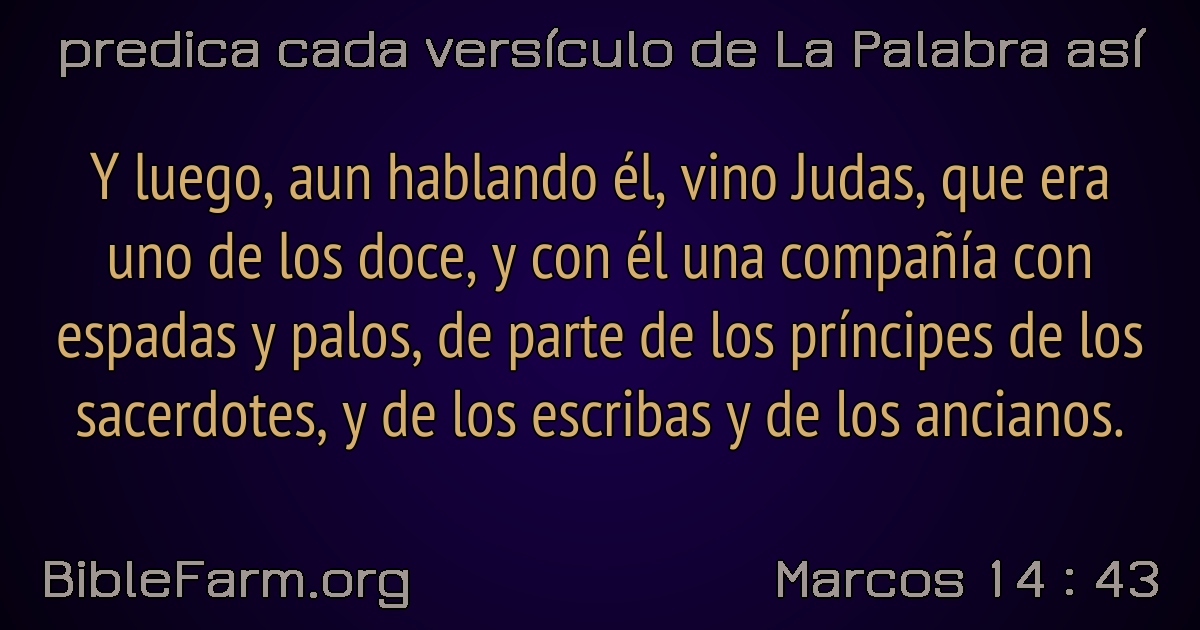 predica cada versículo de La Palabra así
Y luego, aun hablando él, vino Judas, que era
uno de los doce, y con él una compañía con
espadas y palos, de parte de los príncipes de los
sacerdotes, y de los escribas y de los ancianos.
BibleFarm.org
Marcos 14 : 43